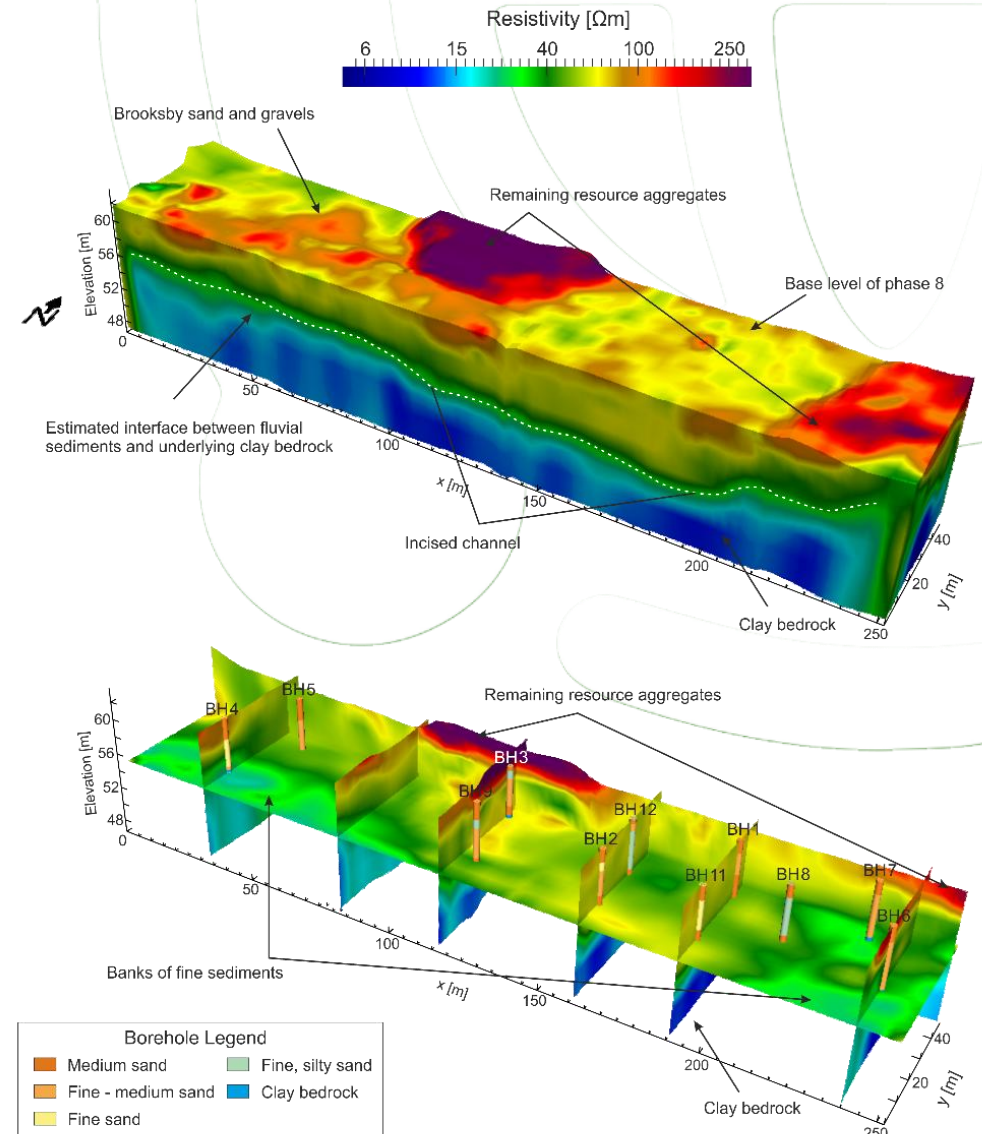 Resistivity [Ωm]
6 15 40 100 250
Brooksby sand and gravels
Remaining resource aggregates
Base level of phase 8
Elevation [m]
60
56
52
48
0
50
100
150
200
250
x [m]
20
40
y [m]
N
Estimated interface between fluvial
sediments and underlying clay bedrock
Incised channel
Clay bedrock
Remaining resource aggregates
BH5
BH4
BH3
BH9
BH12
BH2
BH1
BH11
BH8
BH7
BH6
Elevation [m]
60
56
52
48
0
50
100
150
200
250
x [m]
20
40
y [m]
Banks of fine sediments
Clay bedrock
Borehole Legend
Medium sand
Fine, silty sand
Fine - medium sand
Clay bedrock
Fine sand